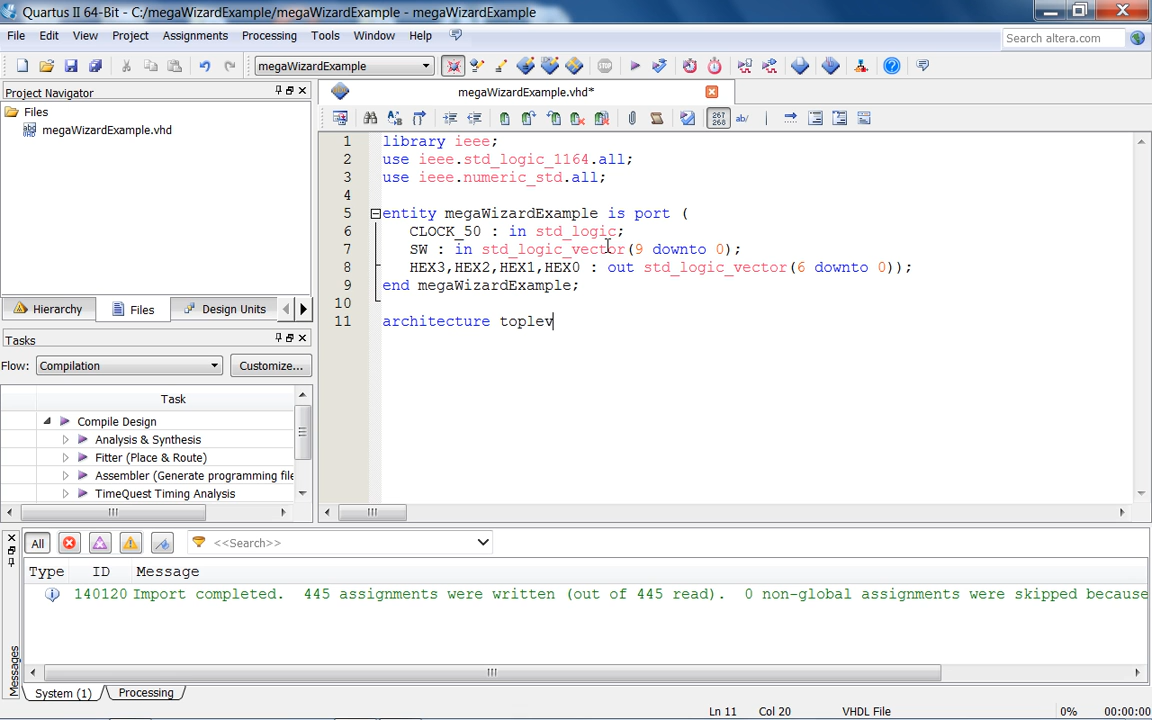 Quartus II 64-Bit - C:/megaWizardExample/megaWizardExample - megaWizardExample
File Edit View Project Assignments Processing Tools Window Help
Search altera.com
megaWizardExample
Project Navigator
megaWizardExample.vhd*
Files
megaWizardExample.vhd
267
268
ab/
1 library ieee;
2 use ieee.std_logic_1164.all;
3 use ieee.numeric_std.all;
4
5 entity megaWizardExample is port (
6 CLOCK_50 : in std_logic;
7 SW : in std_logic_vector(9 downto 0);
8 HEX3,HEX2,HEX1,HEX0 : out std_logic_vector(6 downto 0));
9 end megaWizardExample;
10
11 architecture toplev
Hierarchy Files Design Units
Tasks
Flow: Compilation Customize...
Task
Compile Design
Analysis & Synthesis
Fitter (Place & Route)
Assembler (Generate programming file
TimeQuest Timing Analysis
All <<Search>>
Type ID Message
140120 Import completed. 445 assignments were written (out of 445 read). 0 non-global assignments were skipped because
Messages
System (1) Processing
Ln 11 Col 20 VHDL File 0% 00:00:00